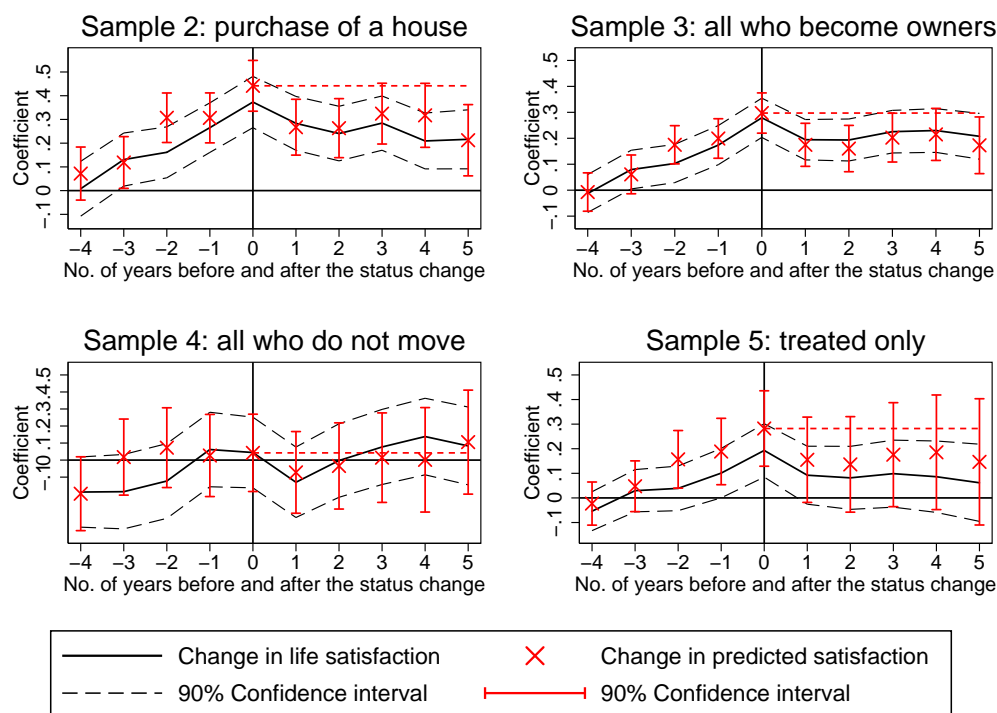 Sample 2: purchase of a house
Coefficient
-.1 0 .1 .2 .3 .4 .5
-4 -3 -2 -1 0 1 2 3 4 5
No. of years before and after the status change
Sample 3: all who become owners
Coefficient
-.1 0 .1 .2 .3 .4 .5
-4 -3 -2 -1 0 1 2 3 4 5
No. of years before and after the status change
Sample 4: all who do not move
Coefficient
-.1 0 .1 .2 .3 .4 .5
-4 -3 -2 -1 0 1 2 3 4 5
No. of years before and after the status change
Sample 5: treated only
Coefficient
-.1 0 .1 .2 .3 .4 .5
-4 -3 -2 -1 0 1 2 3 4 5
No. of years before and after the status change
Change in life satisfaction
Change in predicted satisfaction
90% Confidence interval
90% Confidence interval